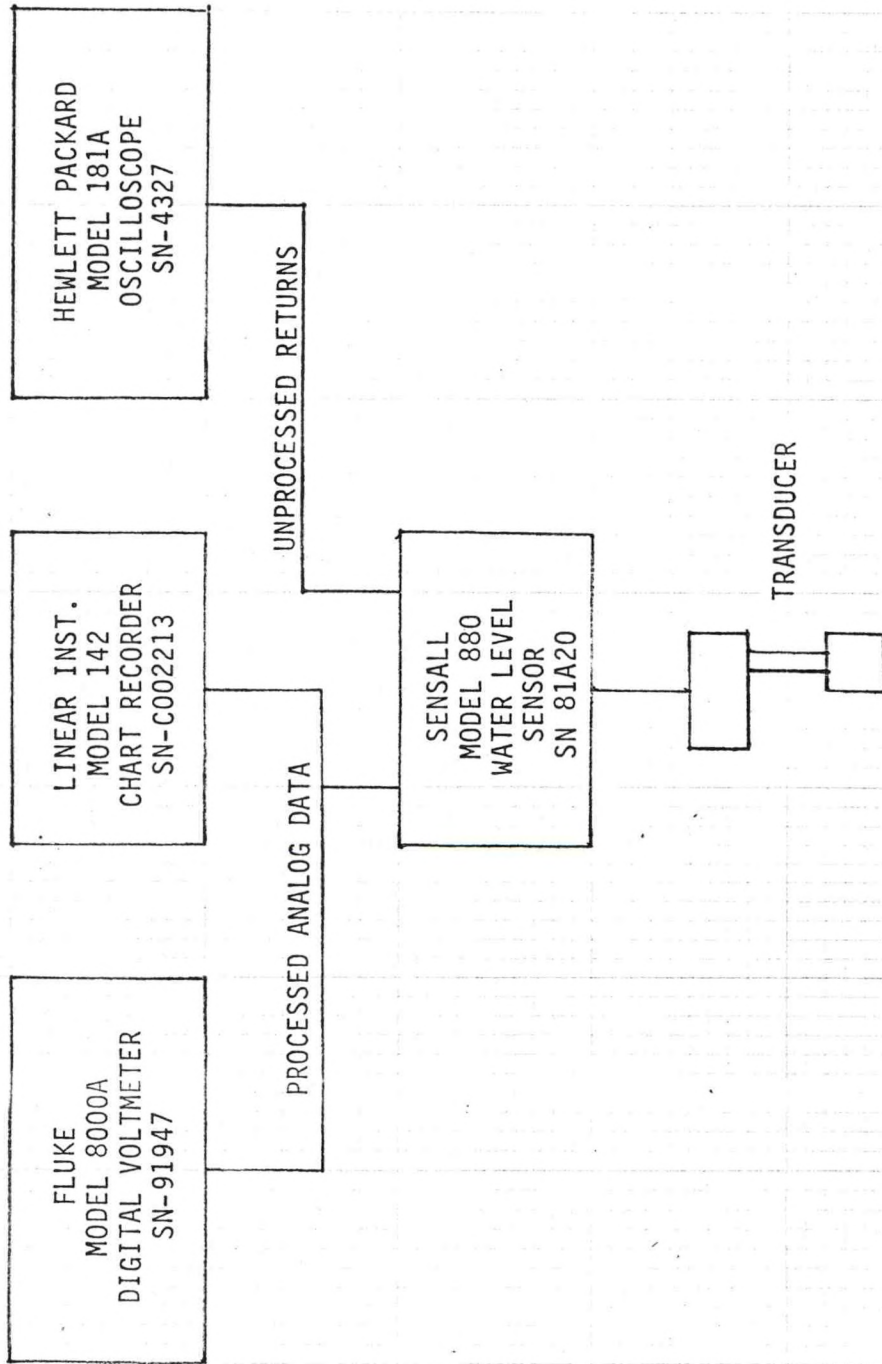 FLUKE
MODEL 8000A
DIGITAL VOLTMETER
SN-91947
LINEAR INST.
MODEL 142
CHART RECORDER
SN-C002213
HEWLETT PACKARD
MODEL 181A
OSCILLOSCOPE
SN-4327
PROCESSED ANALOG DATA
UNPROCESSED RETURNS
SENSALL
MODEL 880
WATER LEVEL
SENSOR
SN 81A20
TRANSDUCER